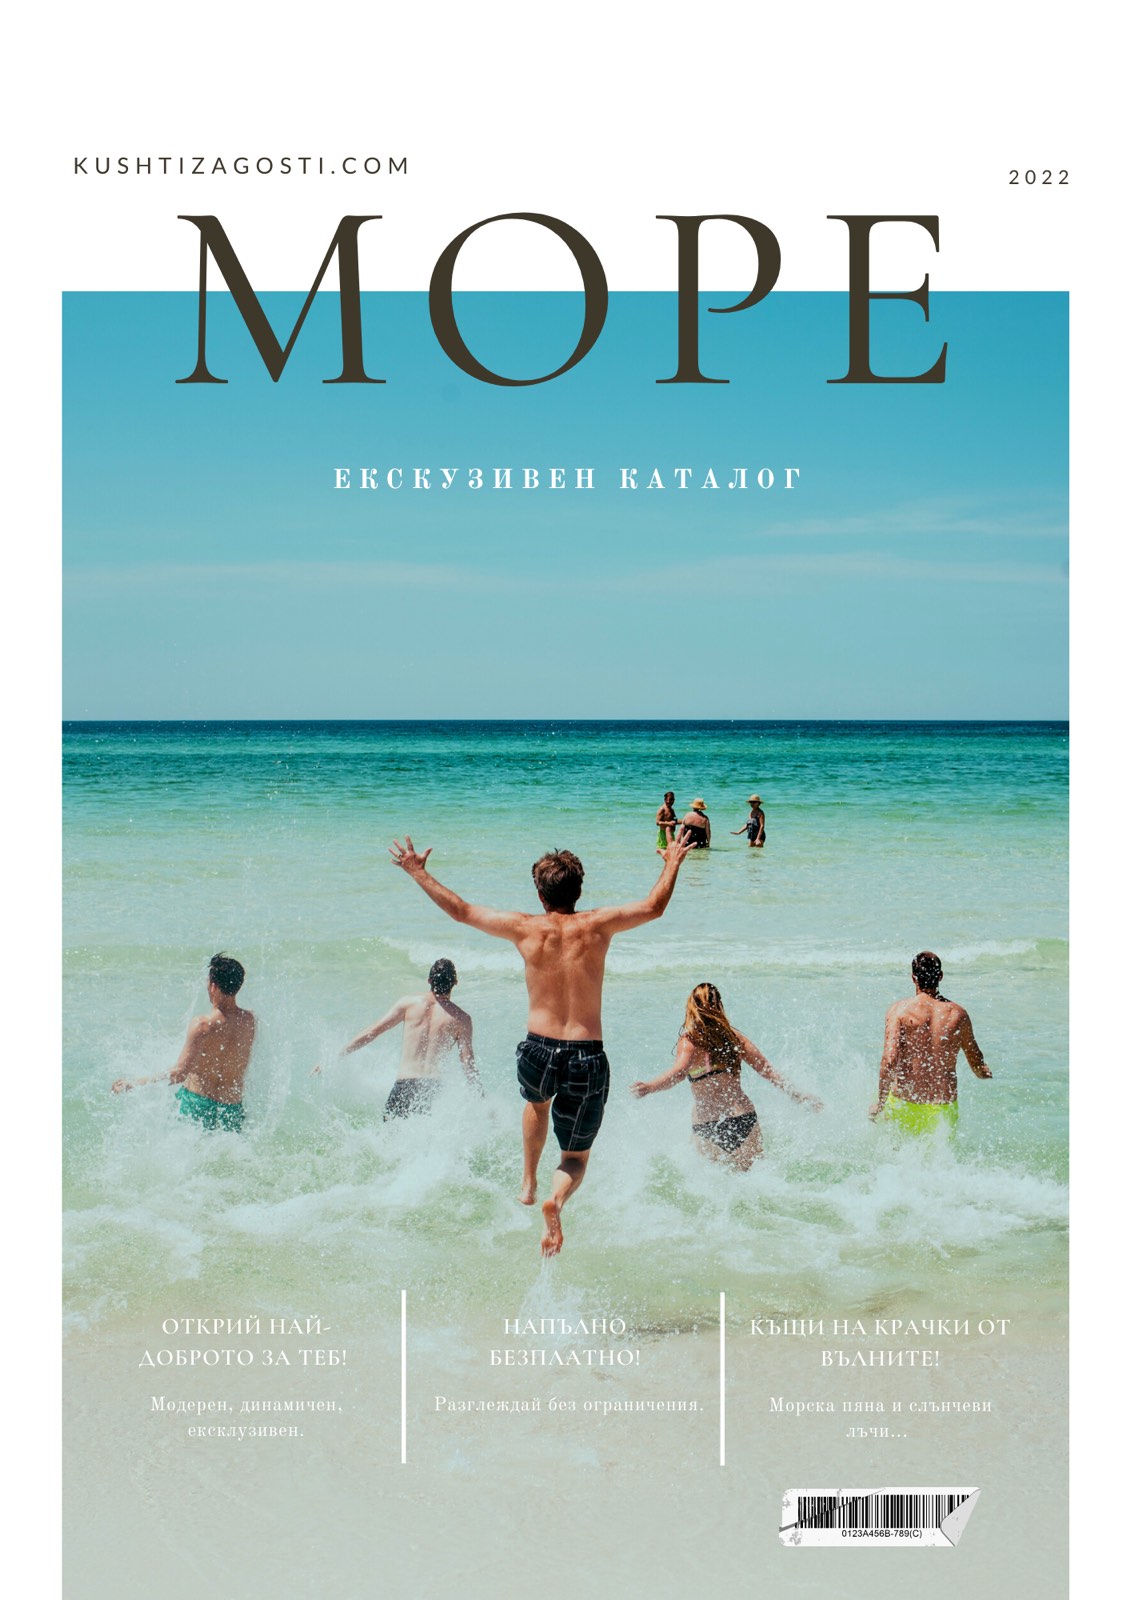 KUSHTIZAGOSTI.COM
2022
МОРЕ
ЕКСКУЗИВЕН КАТАЛОГ
ОТКРИЙ НАЙ-
ДОБРОТО ЗА ТЕБ!
Модерен, динамичен,
ексклузивен.
НАПЪЛНО
БЕЗПЛАТНО!
Разглеждай без ограничения.
КЪЩИ НА КРАЧКИ ОТ
ВЪЛНИТЕ!
Морска пяна и слънчеви
лъчи...
0123A456B-789(C)